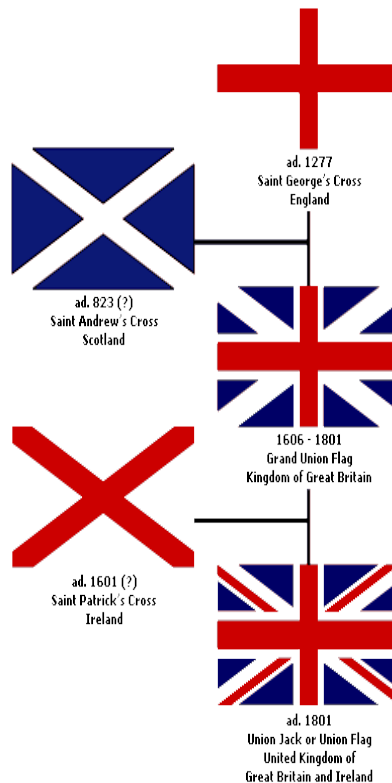 ad. 1277
Saint George's Cross
England
ad. 823 (?)
Saint Andrew's Cross
Scotland
1606 - 1801
Grand Union Flag
Kingdom of Great Britain
ad. 1601 (?)
Saint Patrick's Cross
Ireland
ad. 1801
Union Jack or Union Flag
United Kingdom of
Great Britain and Ireland